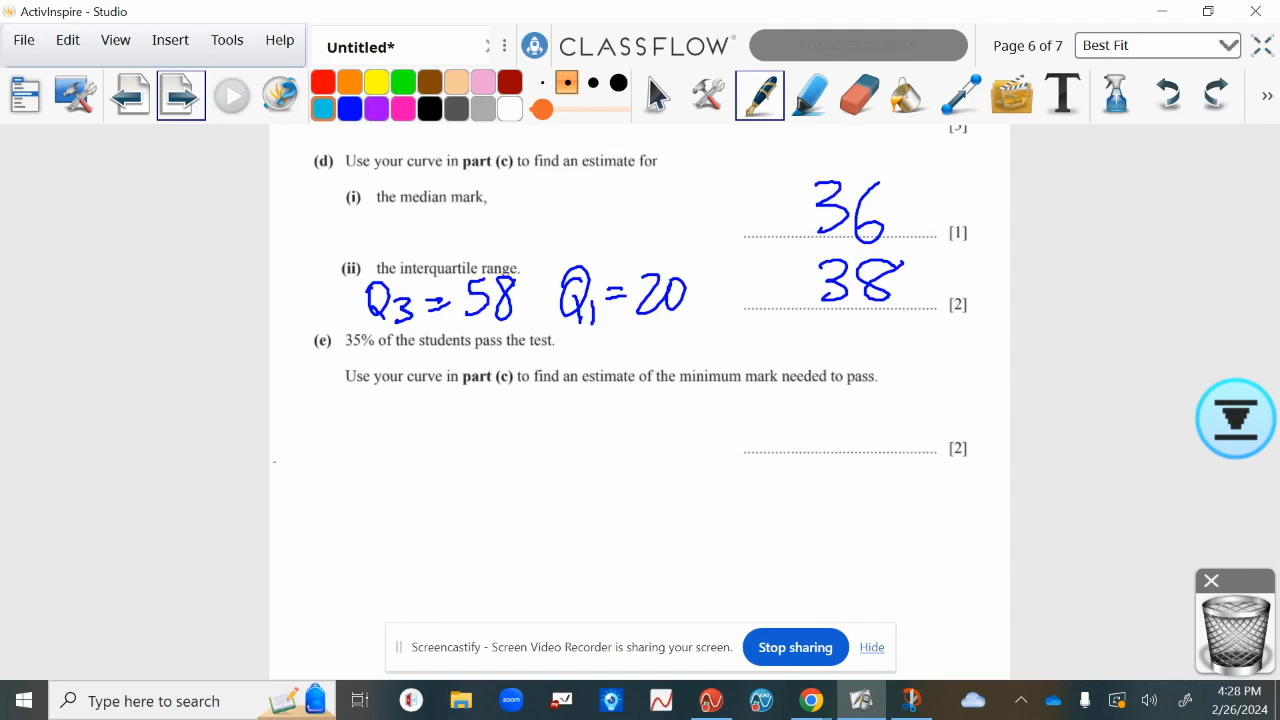 ActivInspire - Studio
File Edit View Insert Tools Help
Untitled*
CLASSFLOW
Page 6 of 7
Best Fit
(d) Use your curve in part (c) to find an estimate for
(i) the median mark,
36
[1]
(ii) the interquartile range.
38
Q3 = 58 Q1 = 20
[2]
(e) 35% of the students pass the test.
Use your curve in part (c) to find an estimate of the minimum mark needed to pass.
[2]
Screencastify - Screen Video Recorder is sharing your screen. Stop sharing Hide
Type here to search
zoom
4:28 PM
2/26/2024